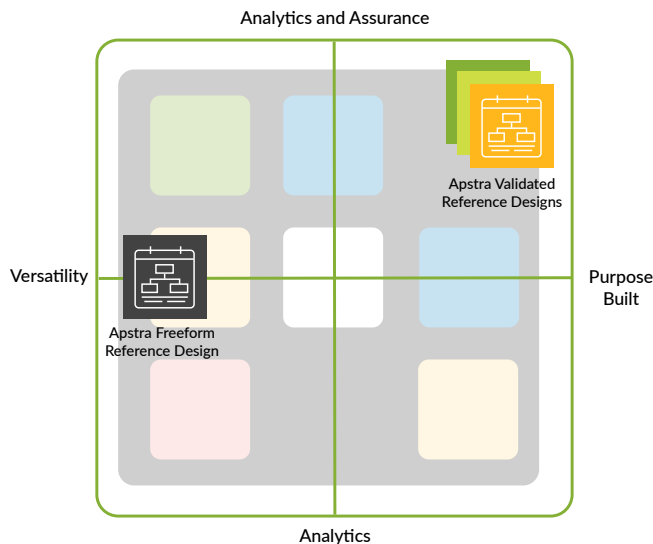 Analytics and Assurance
Apstra Validated
Reference Designs
Versatility
Purpose
Built
Apstra Freeform
Reference Design
Analytics